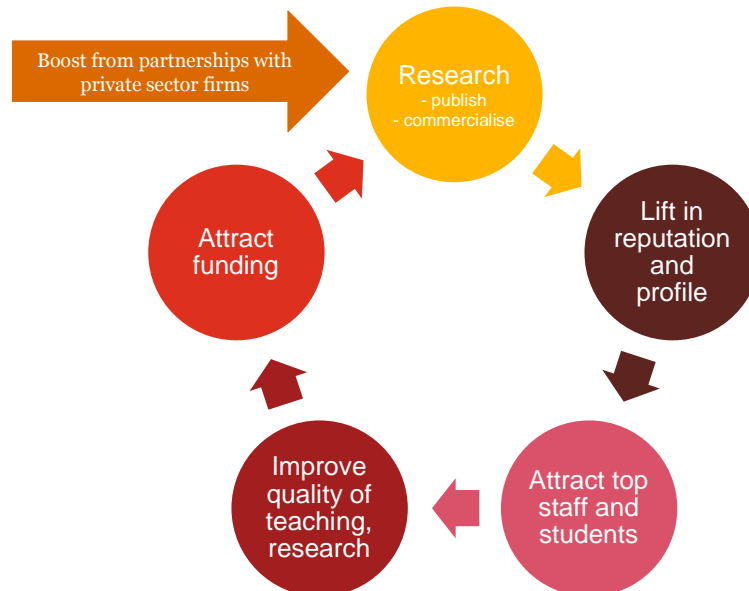 Boost from partnerships with
private sector firms
Research
- publish
- commercialise
Lift in
reputation
and
profile
Attract top
staff and
students
Improve
quality of
teaching,
research
Attract
funding